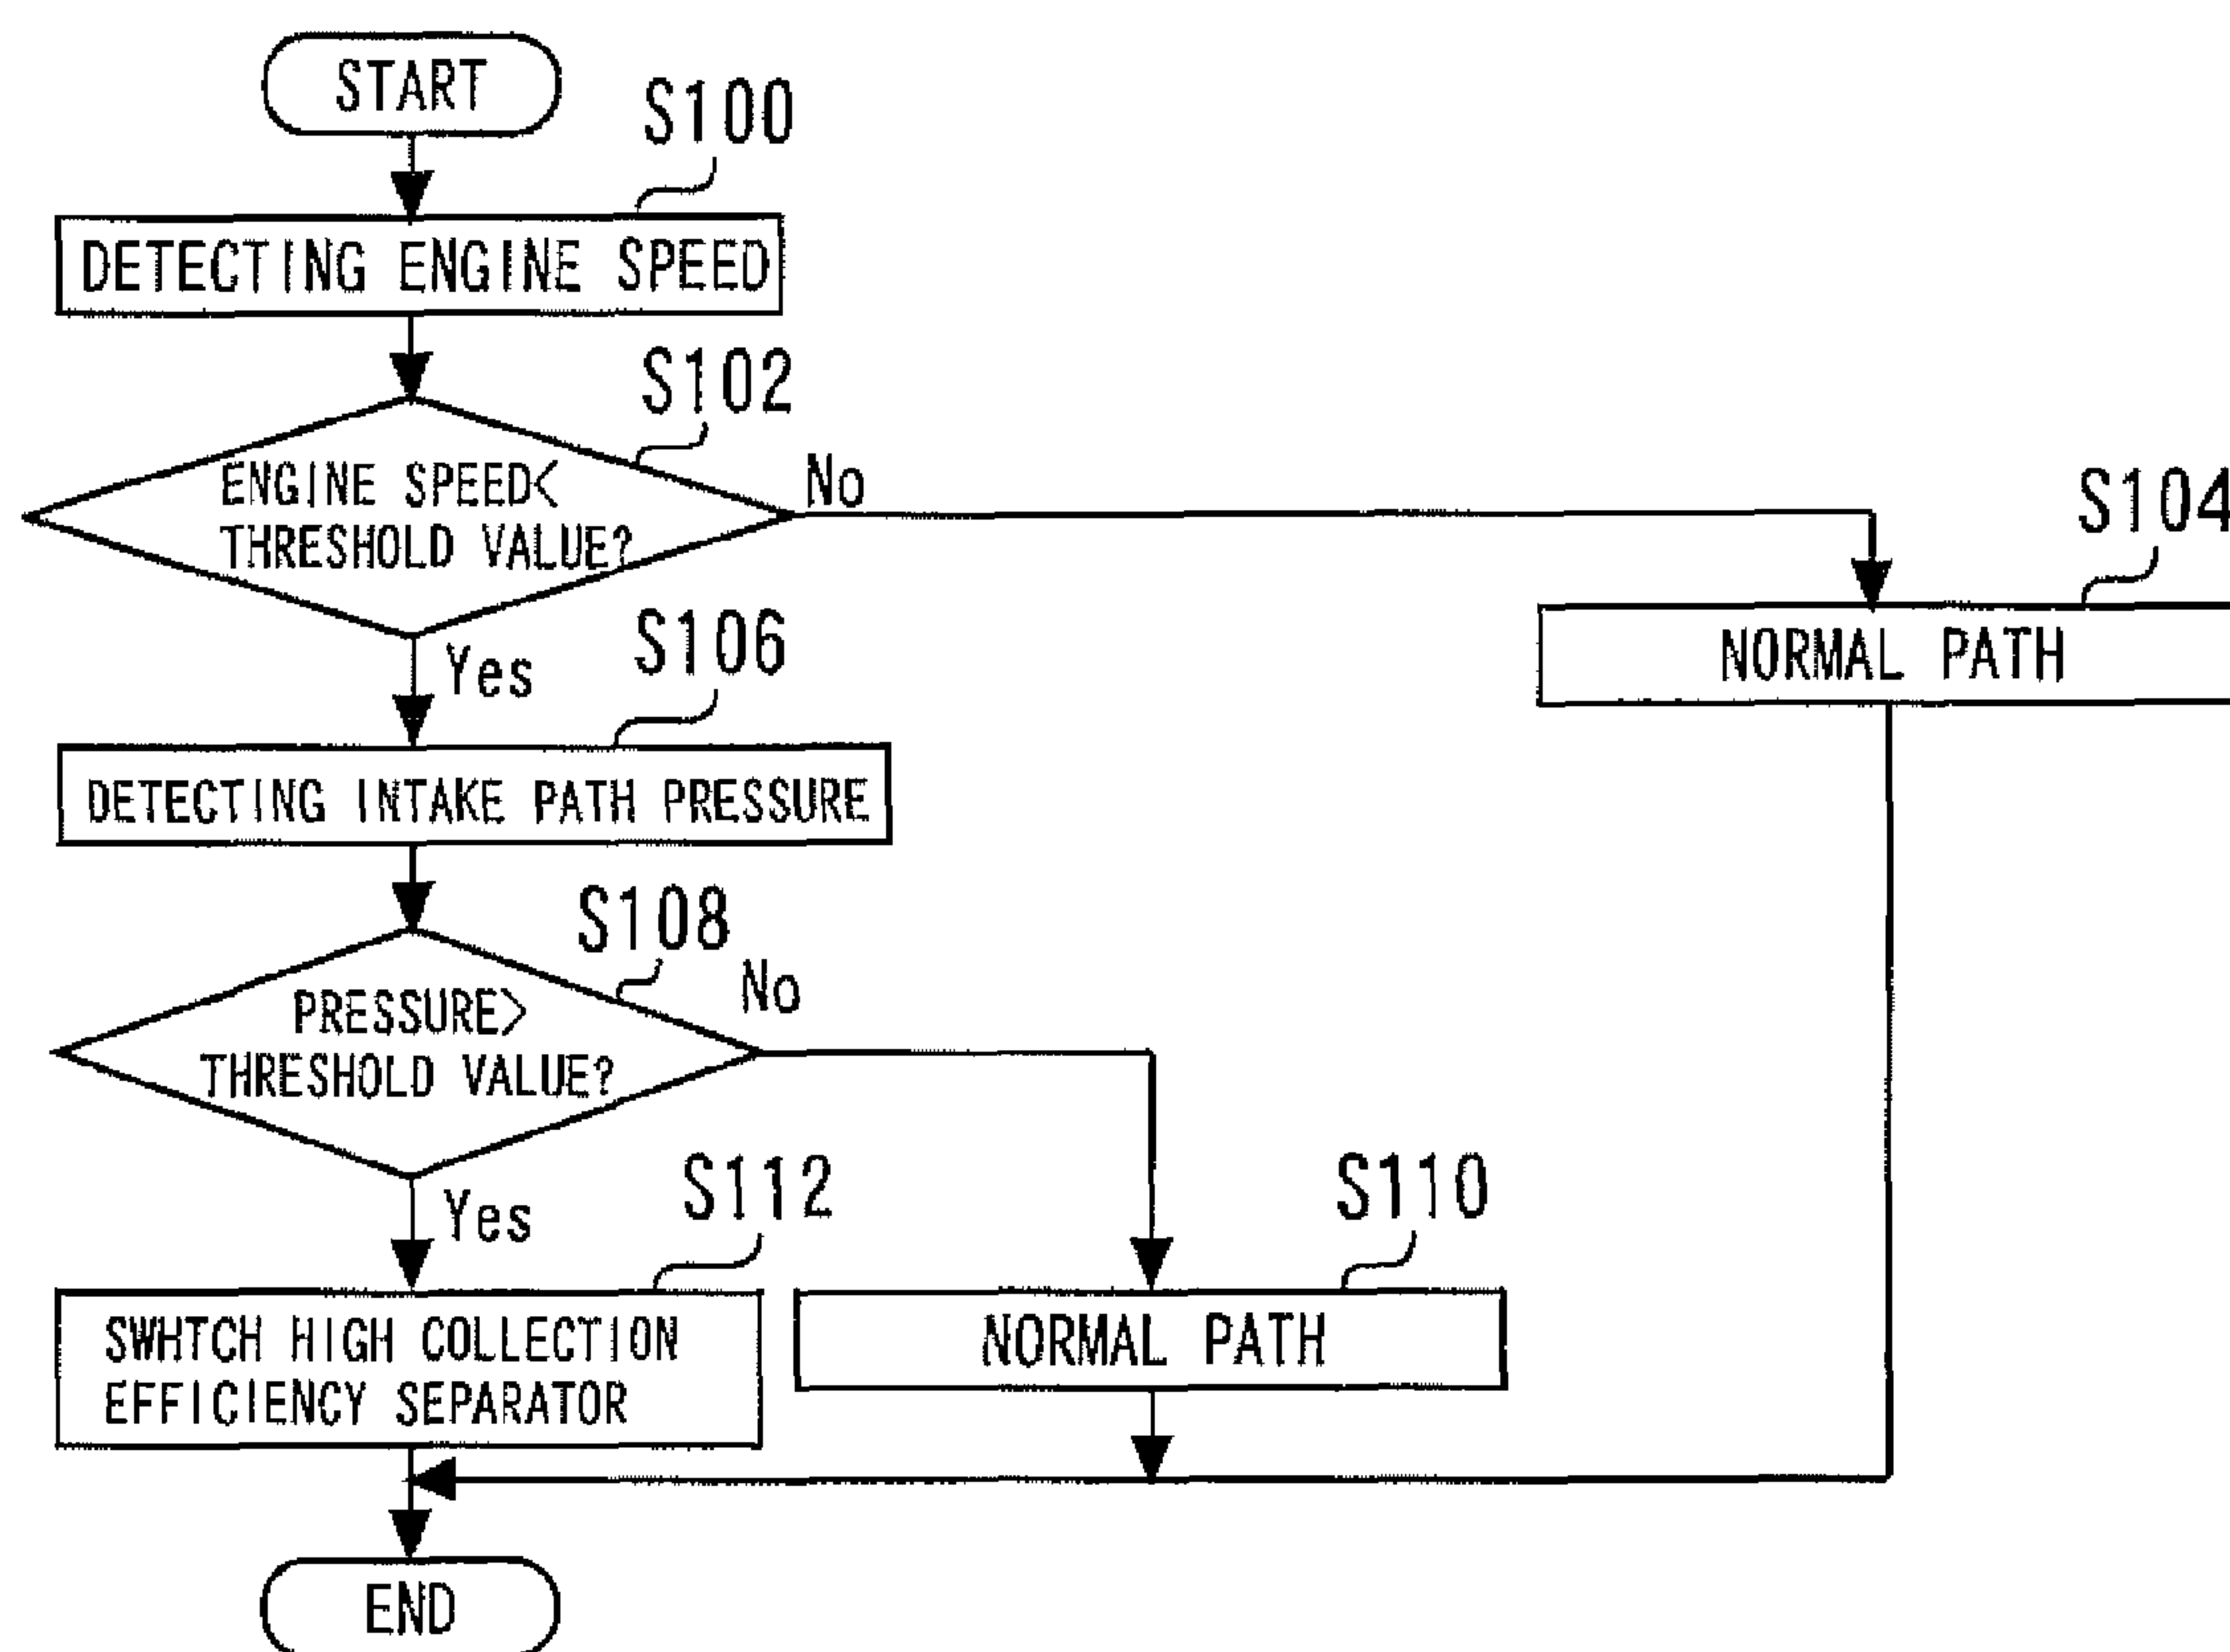 START
S100
DETECTING ENGINE SPEED
S102
ENGINE SPEED<
THRESHOLD VALUE?
No
S104
NORMAL PATH
Yes
S106
DETECTING INTAKE PATH PRESSURE
S108
PRESSURE>
THRESHOLD VALUE?
No
Yes
S112
SWHTCH HIGH COLLECTION
EFFICIENCY SEPARATOR
S110
NORMAL PATH
END